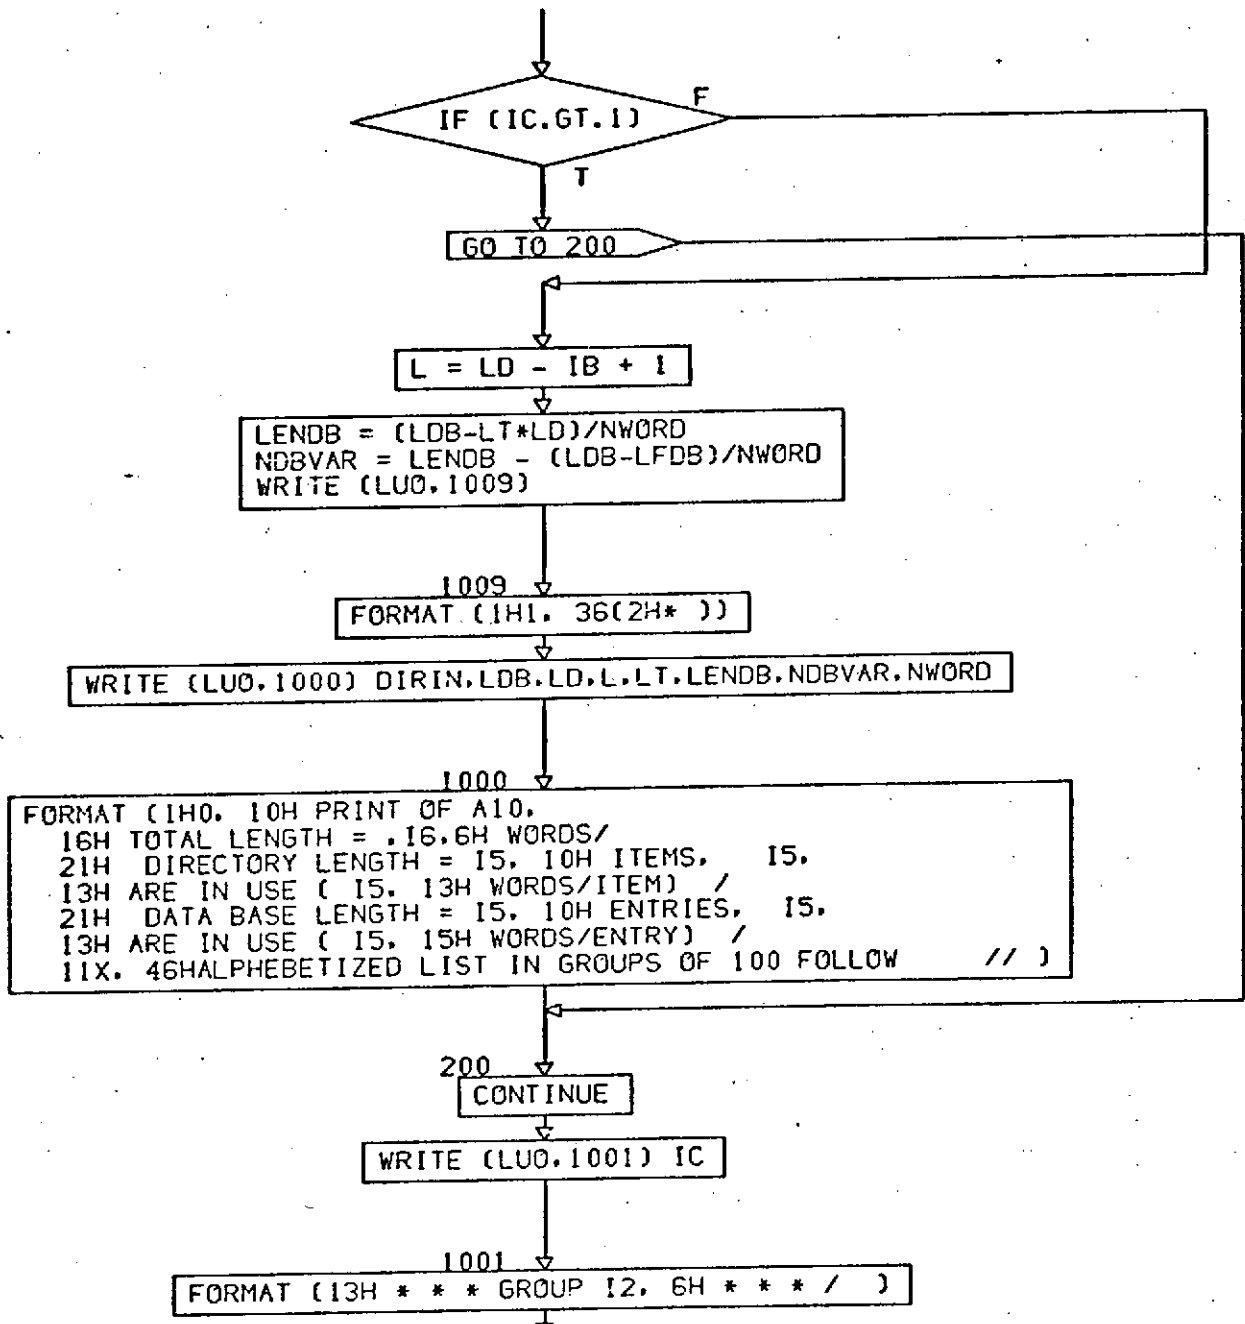 IF (IC.GT.1)
F
T
GO TO 200
L = LD - IB + 1
LENDB = (LDB-LT*LD)/NWORD
NDBVAR = LENDB - (LDB-LFDB)/NWORD
WRITE (LUO,1009)
1009
FORMAT (1H1, 36(2H* ))
WRITE (LUO,1000) DIRIN,LDB,LD,L,LT,LENDB,NDBVAR,NWORD
1000
FORMAT (1H0, 10H PRINT OF A10,
16H TOTAL LENGTH = ,I6,6H WORDS/
21H  DIRECTORY LENGTH = I5, 10H ITEMS,   I5,
13H ARE IN USE ( I5, 13H WORDS/ITEM)  /
21H  DATA BASE LENGTH = I5, 10H ENTRIES,  I5,
13H ARE IN USE ( I5, 15H WORDS/ENTRY)  /
11X, 46HALPHEBETIZED LIST IN GROUPS OF 100 FOLLOW     // )
200
CONTINUE
WRITE (LUO,1001) IC
1001
FORMAT (13H * * * GROUP I2, 6H * * * /  )